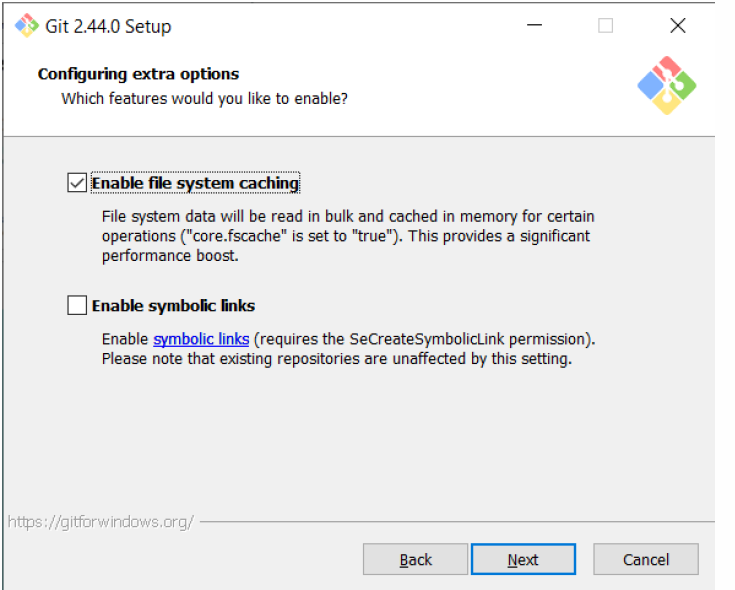 Git 2.44.0 Setup
Configuring extra options
Which features would you like to enable?
Enable file system caching
File system data will be read in bulk and cached in memory for certain
operations ("core.fscache" is set to "true"). This provides a significant
performance boost.
Enable symbolic links
Enable symbolic links (requires the SeCreateSymbolicLink permission).
Please note that existing repositories are unaffected by this setting.
https://gitforwindows.org/
Back
Next
Cancel